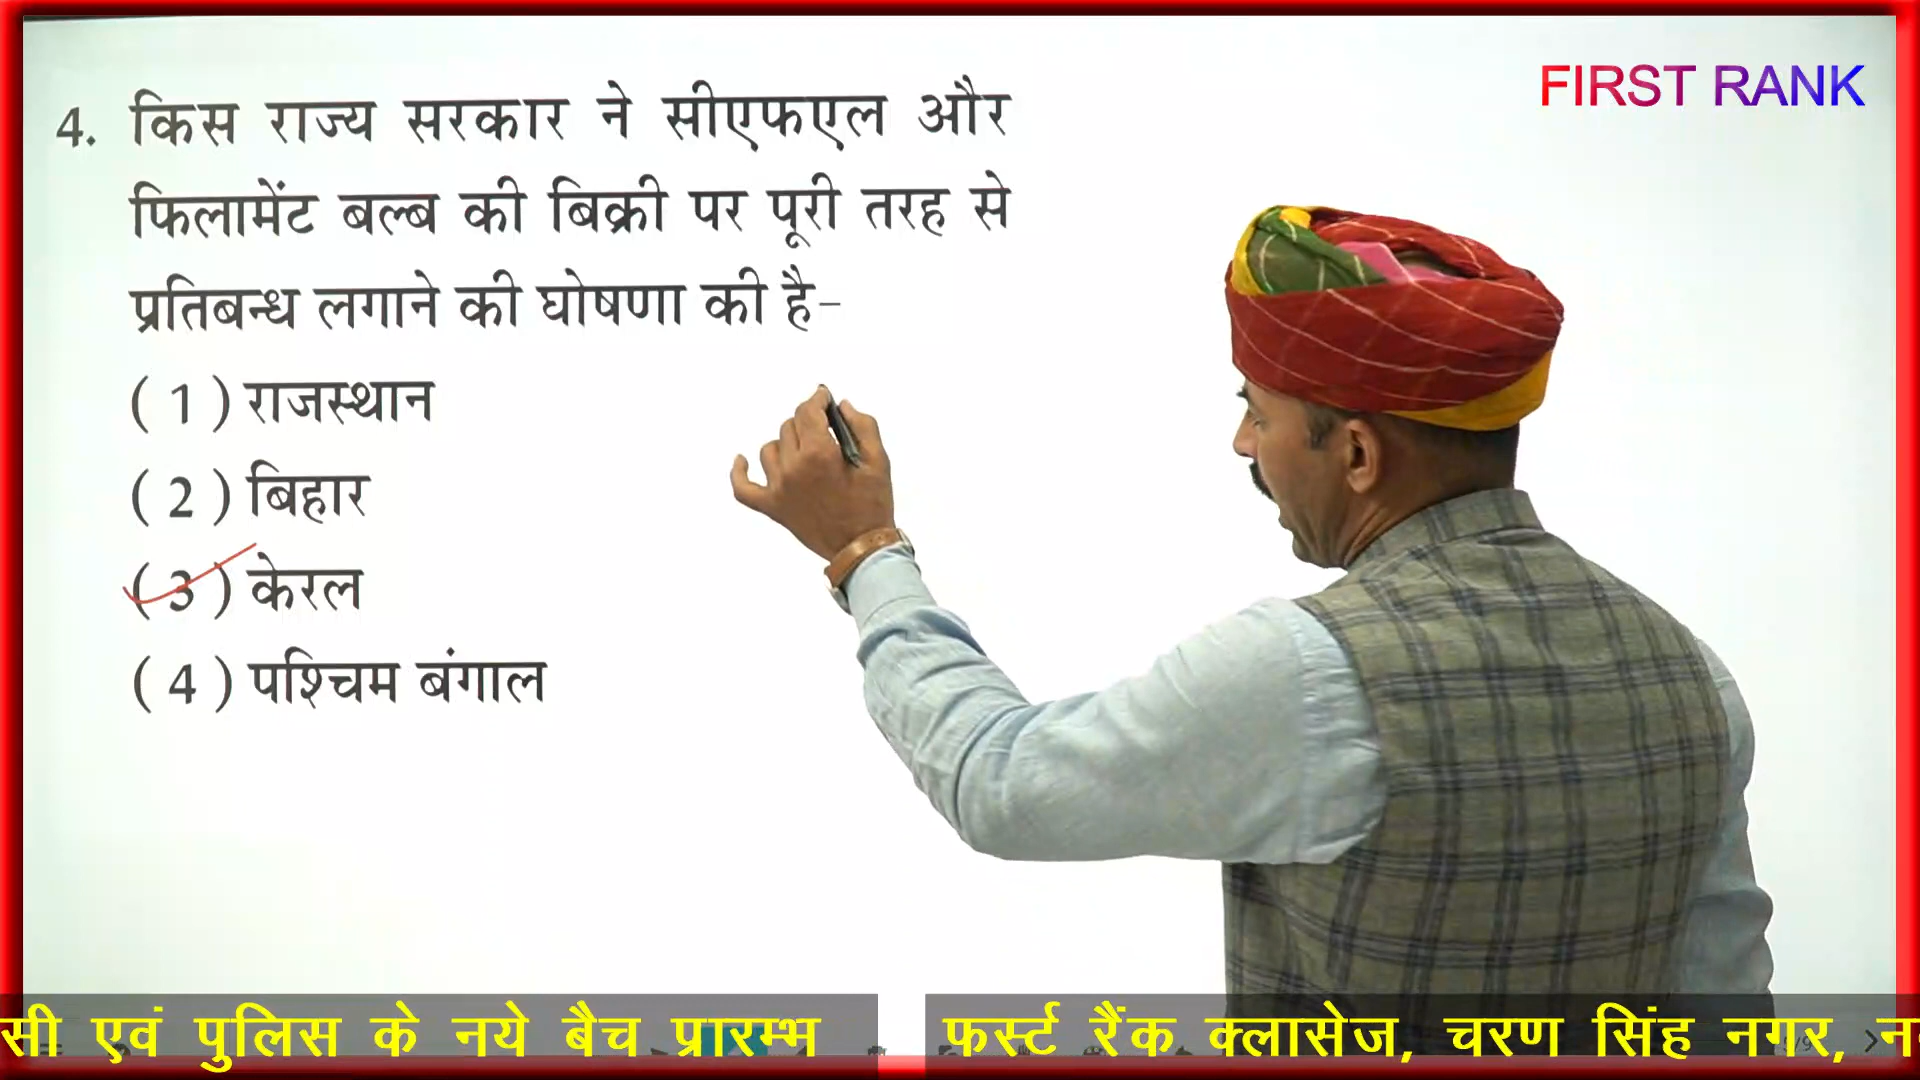 FIRST RANK
4. किस राज्य सरकार ने सीएफएल और
फिलामेंट बल्ब की बिक्री पर पूरी तरह से
प्रतिबन्ध लगाने की घोषणा की है-
( 1 ) राजस्थान
( 2 ) बिहार
( 3 ) केरल
( 4 ) पश्चिम बंगाल
सी एवं पुलिस के नये बैच प्रारम्भ
फर्स्ट रैंक क्लासेज, चरण सिंह नगर,